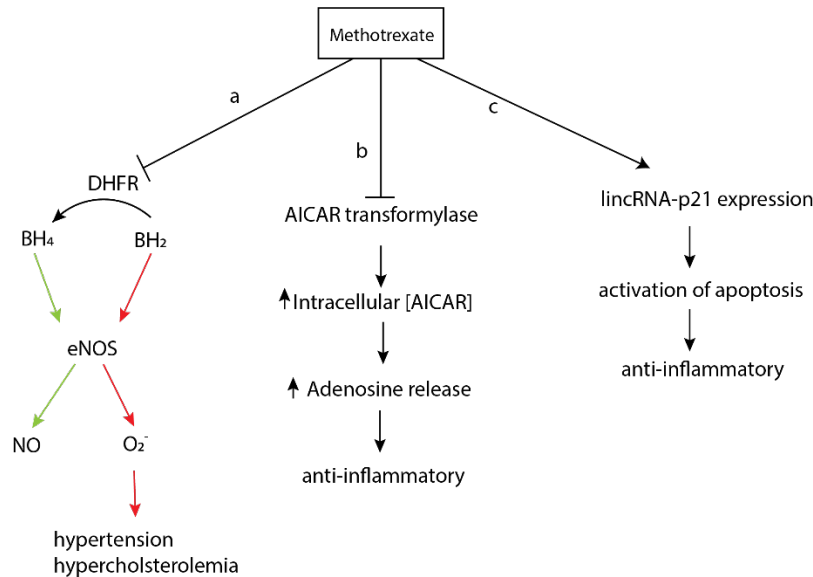 Methotrexate
a
b
c
DHFR
BH₄
BH₂
eNOS
NO
O₂⁻
hypertension
hypercholsterolemia
AICAR transformylase
Intracellular [AICAR]
Adenosine release
anti-inflammatory
lincRNA-p21 expression
activation of apoptosis
anti-inflammatory